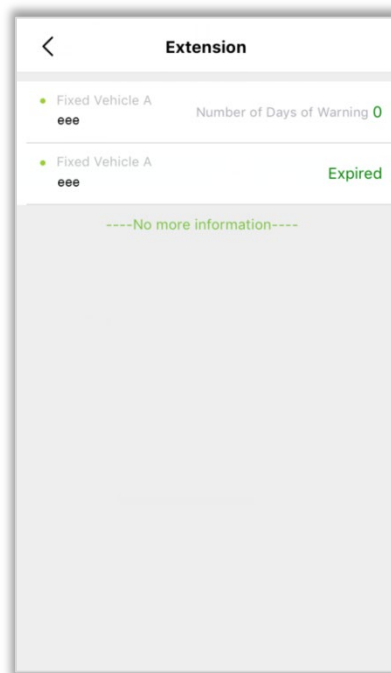 Extension
Fixed Vehicle A
eee
Number of Days of Warning 0
Fixed Vehicle A
eee
Expired
----No more information----